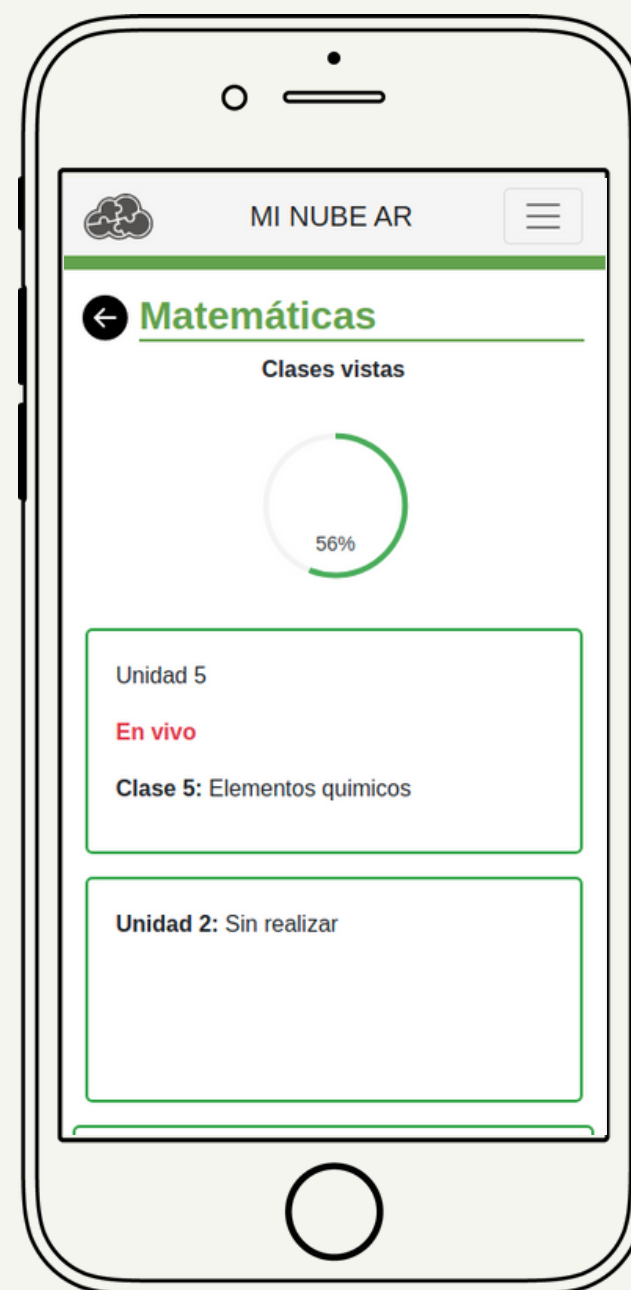 MI NUBE AR
Matemáticas
Clases vistas
56%
Unidad 5
En vivo
Clase 5: Elementos quimicos
Unidad 2: Sin realizar